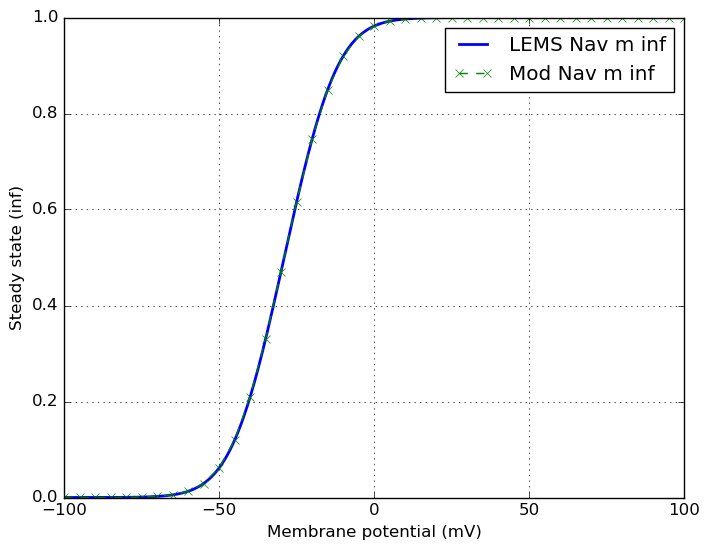 1.0
0.8
0.6
0.4
0.2
0.0
Steady state (inf)
LEMS Nav m inf
Mod Nav m inf
−100
−50
0
50
100
Membrane potential (mV)